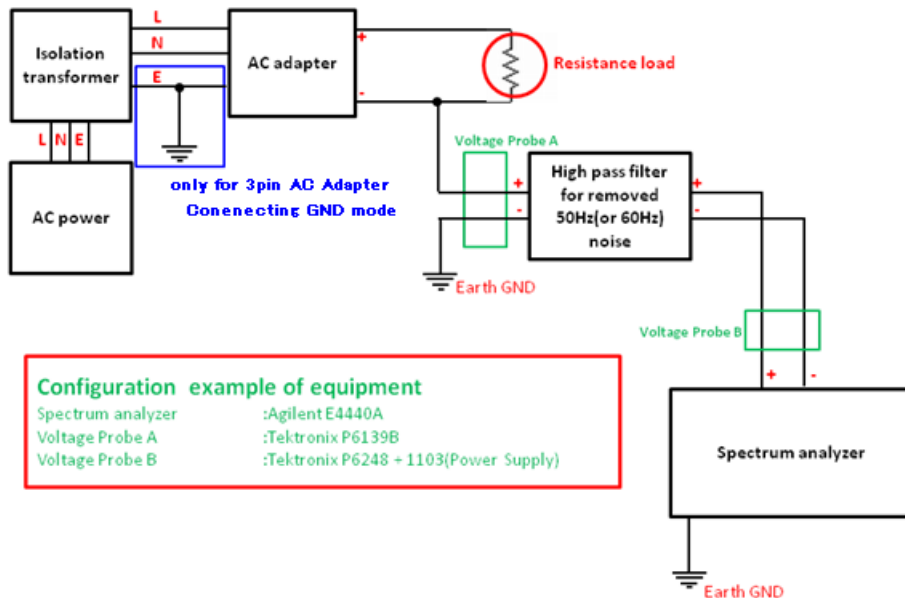 L
N
E
Isolation
transformer
AC adapter
+
-
Resistance load
L N E
AC power
only for 3pin AC Adapter
Conenecting GND mode
Voltage Probe A
+
-
High pass filter
for removed
50Hz(or 60Hz)
noise
+
-
Earth GND
Voltage Probe B
+ -
Configuration example of equipment
Spectrum analyzer :Agilent E4440A
Voltage Probe A :Tektronix P6139B
Voltage Probe B :Tektronix P6248 + 1103(Power Supply)
Spectrum analyzer
Earth GND